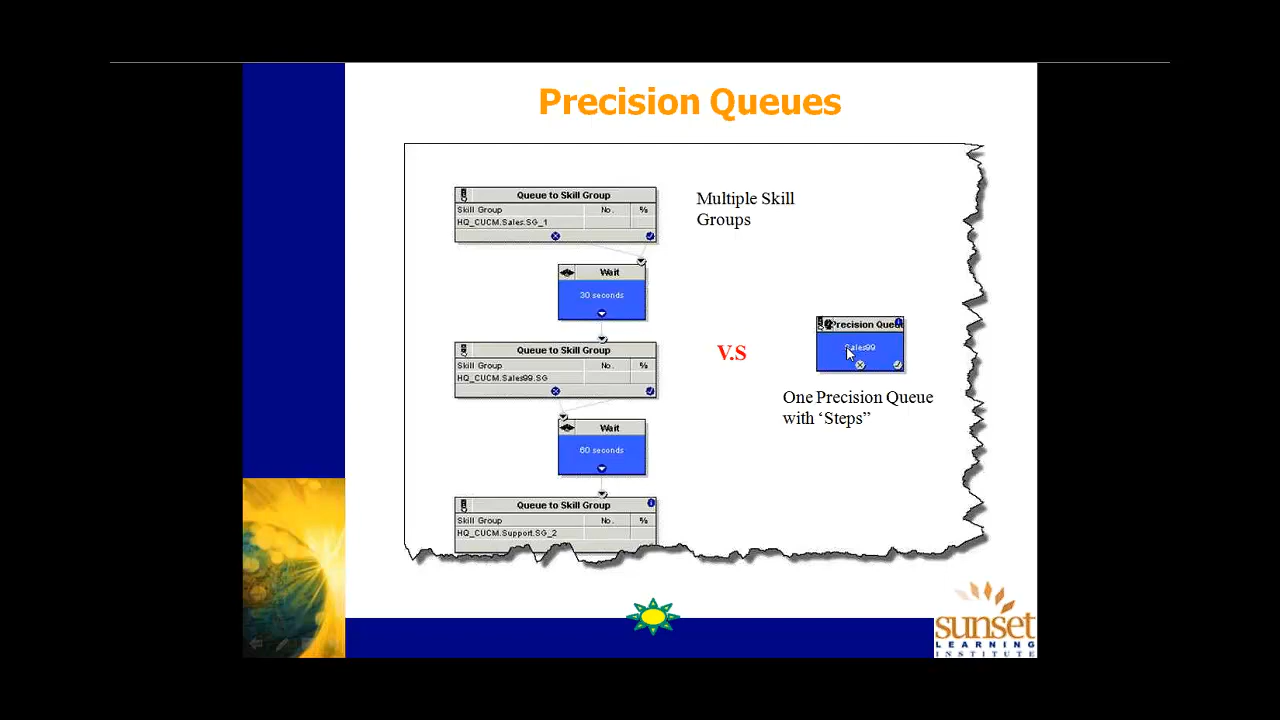 Precision Queues
Queue to Skill Group
Skill Group No. %
HQ_CUCM.Sales.SG_1
Multiple Skill
Groups
Wait
30 seconds
Queue to Skill Group
Skill Group No. %
HQ_CUCM.Sales99.SG
Wait
60 seconds
Queue to Skill Group
Skill Group No. %
HQ_CUCM.Support.SG_2
V.S
Precision Queu
Sales99
One Precision Queue
with ‘Steps”
sunset
LEARNING
INSTITUTE